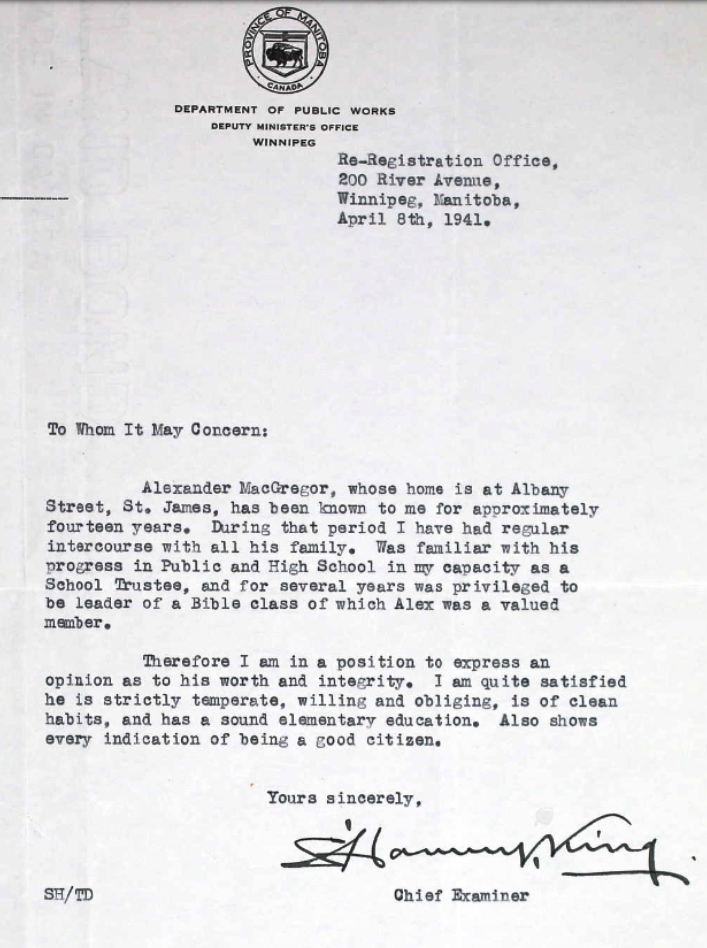 PROVINCE OF MANITOBA
CANADA
DEPARTMENT OF PUBLIC WORKS
DEPUTY MINISTER'S OFFICE
WINNIPEG
Re-Registration Office,
200 River Avenue,
Winnipeg, Manitoba,
April 8th, 1941.
To Whom It May Concern:
Alexander MacGregor, whose home is at Albany
Street, St. James, has been known to me for approximately
fourteen years. During that period I have had regular
intercourse with all his family. Was familiar with his
progress in Public and High School in my capacity as a
School Trustee, and for several years was privileged to
be leader of a Bible class of which Alex was a valued
member.
Therefore I am in a position to express an
opinion as to his worth and integrity. I am quite satisfied
he is strictly temperate, willing and obliging, is of clean
habits, and has a sound elementary education. Also shows
every indication of being a good citizen.
Yours sincerely,
SH/TD
Chief Examiner